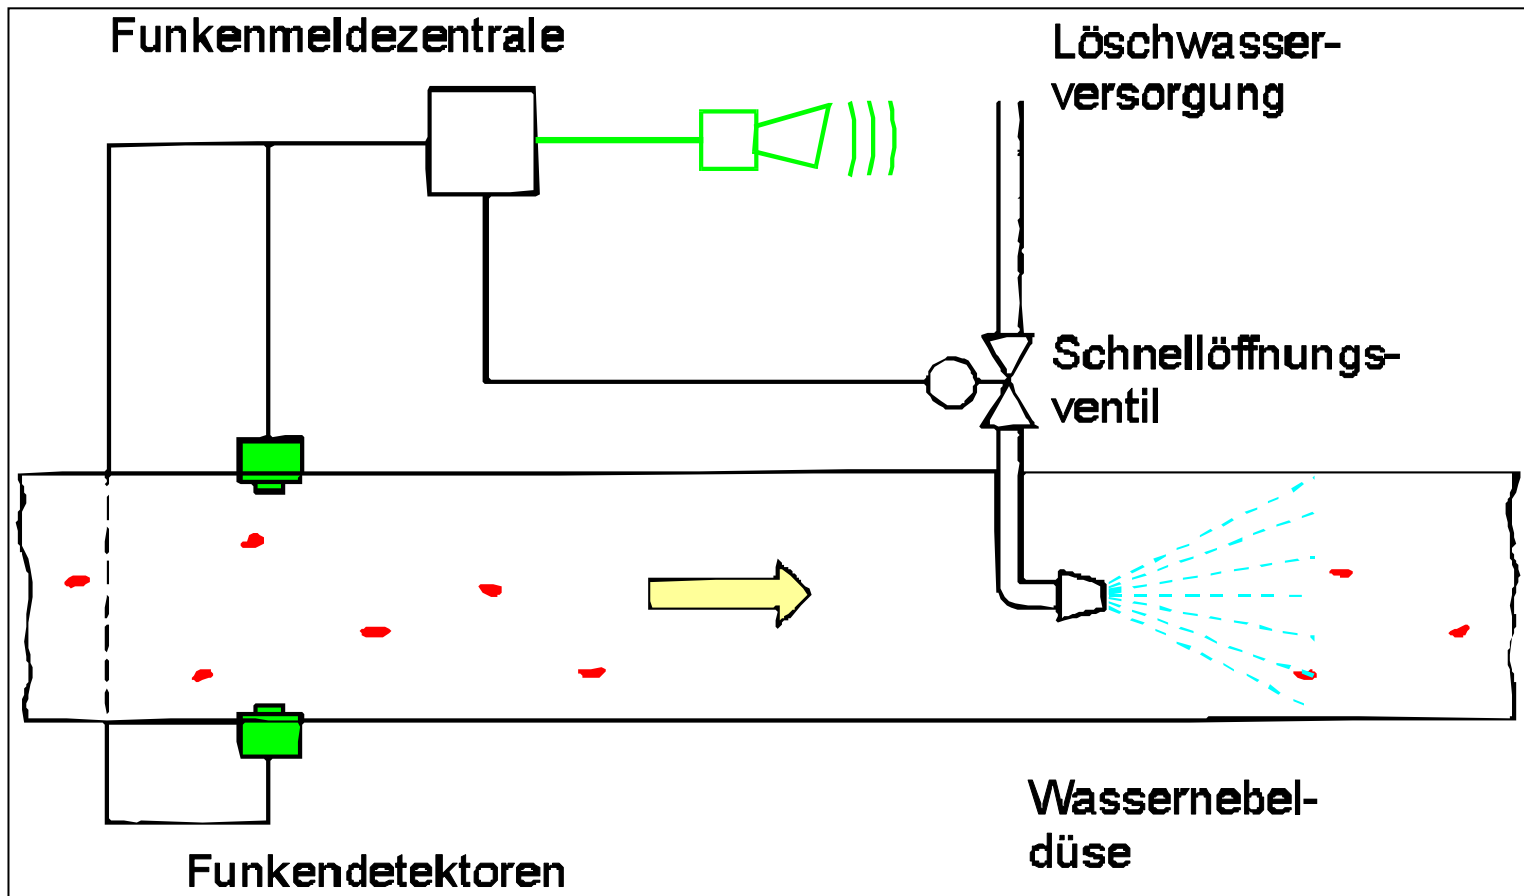 Funkenmeldezentrale
Löschwasser-
versorgung
Schnellöffnungs-
ventil
Wassernebel-
düse
Funkendetektoren